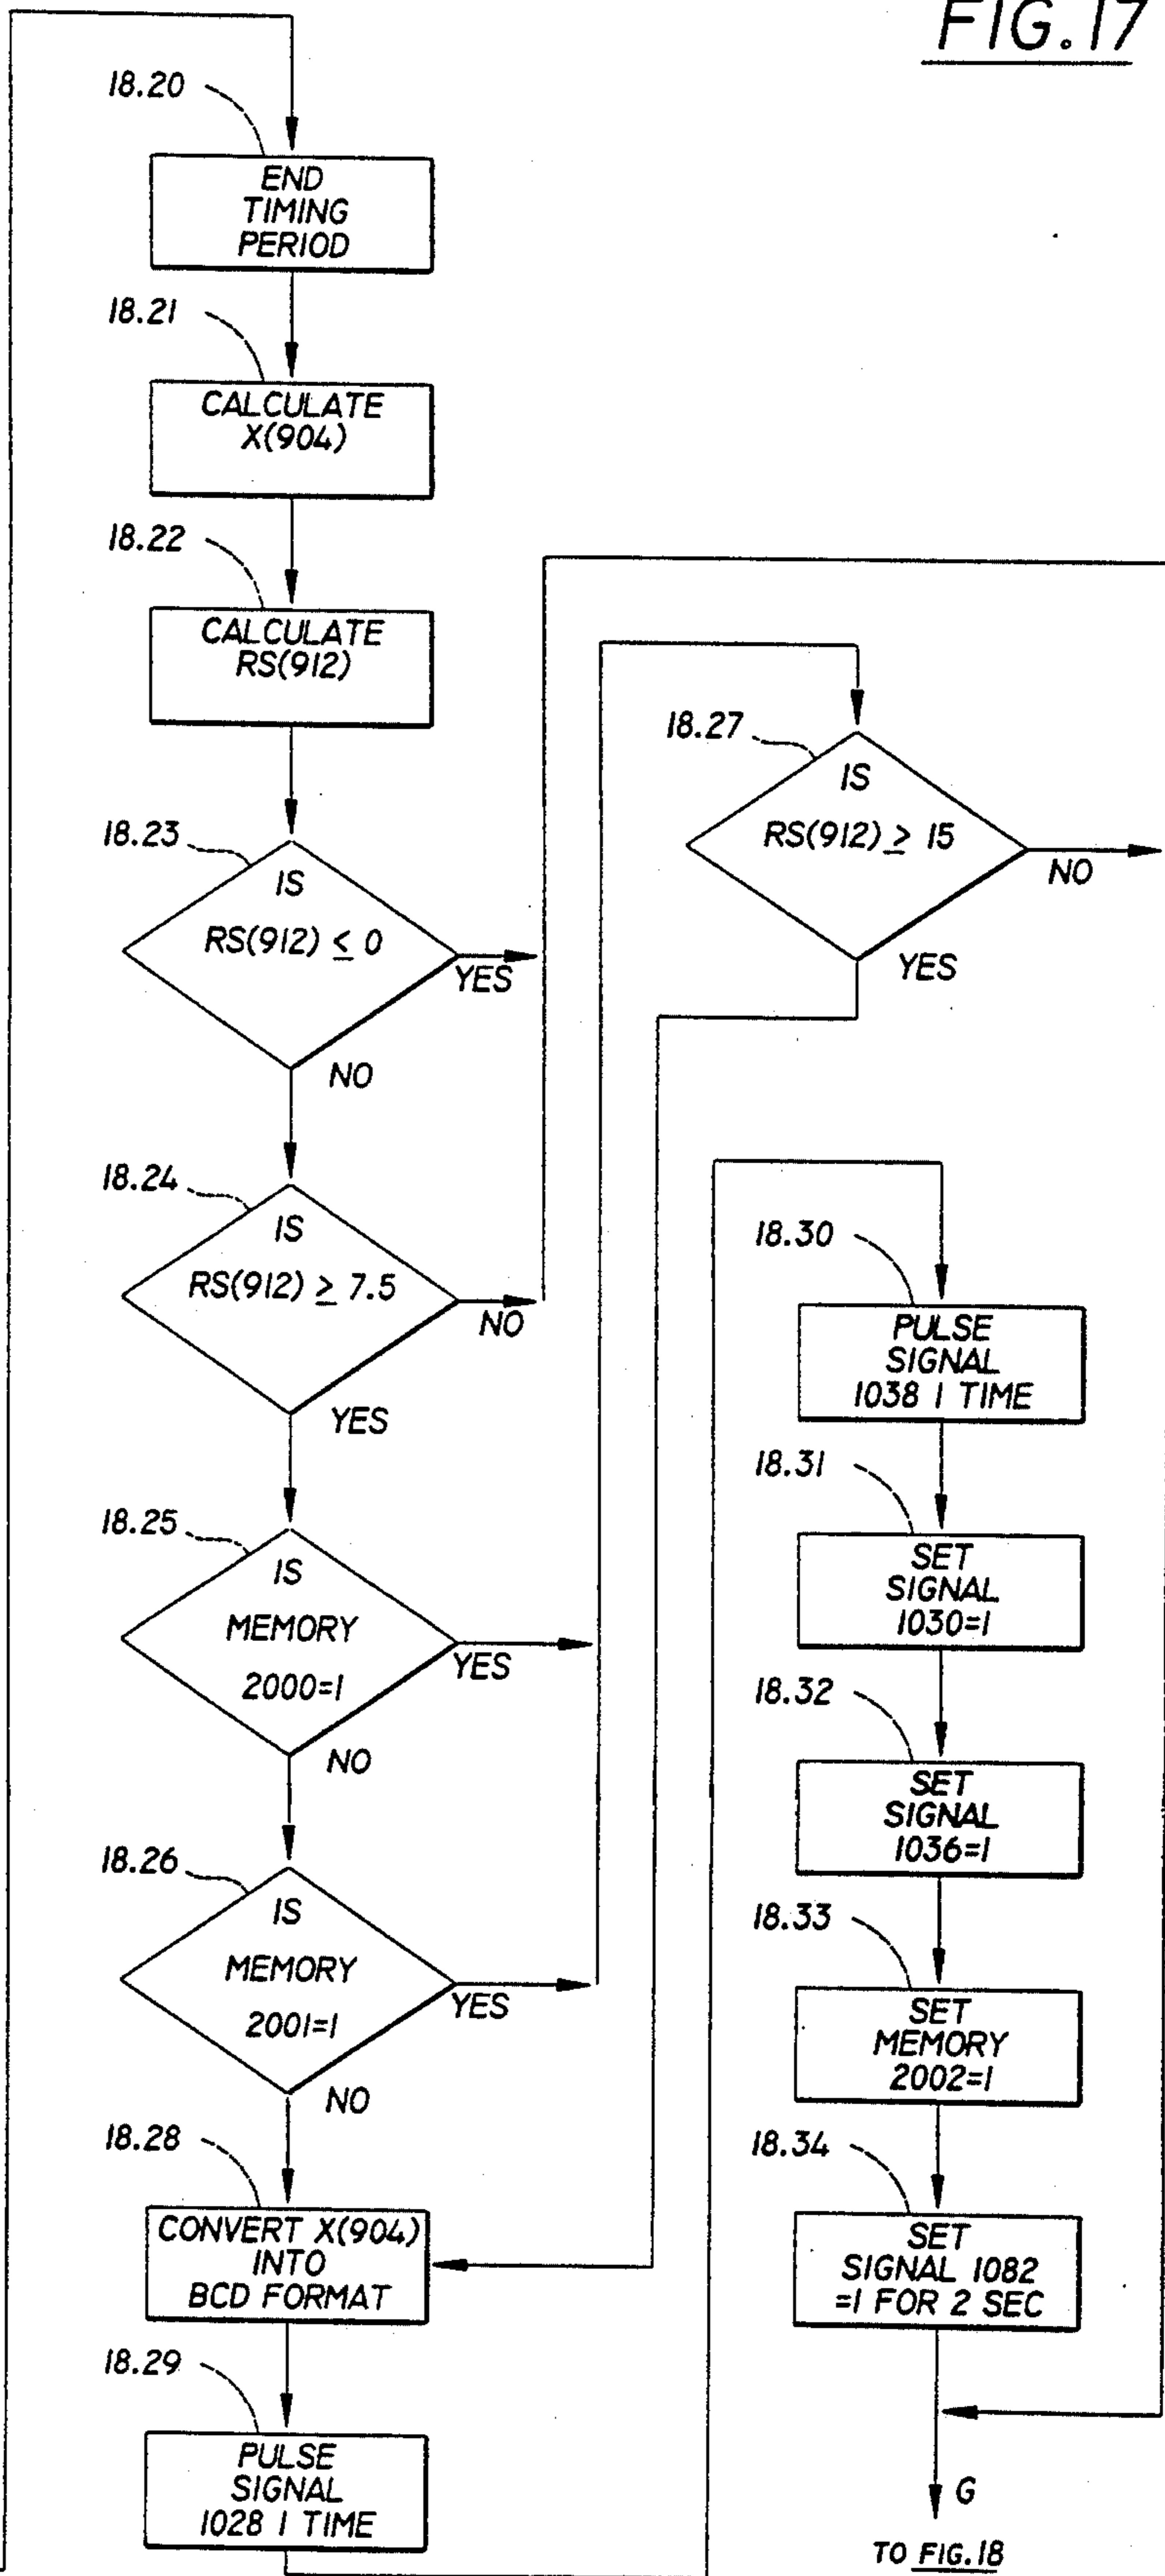 FIG. 17
18.20
END
TIMING
PERIOD
18.21
CALCULATE
X(904)
18.22
CALCULATE
RS(912)
18.23
IS
RS(912) ≤ 0
YES
NO
18.24
IS
RS(912) ≥ 7.5
NO
YES
18.25
IS
MEMORY
2000=1
YES
NO
18.26
IS
MEMORY
2001=1
YES
NO
18.27
IS
RS(912) ≥ 15
NO
YES
18.28
CONVERT X(904)
INTO
BCD FORMAT
18.29
PULSE
SIGNAL
1028 1 TIME
18.30
PULSE
SIGNAL
1038 1 TIME
18.31
SET
SIGNAL
1030=1
18.32
SET
SIGNAL
1036=1
18.33
SET
MEMORY
2002=1
18.34
SET
SIGNAL 1082
=1 FOR 2 SEC
G
TO FIG. 18